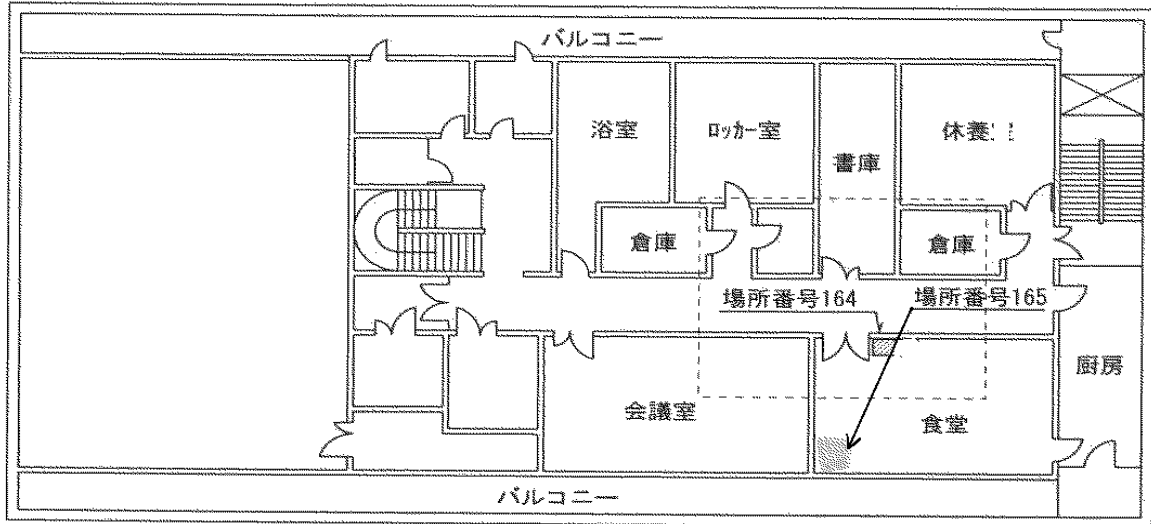 バルコニー
浴室
ロッカー室
書庫
休養
倉庫
倉庫
場所番号164
場所番号165
会議室
食堂
厨房
バルコニー